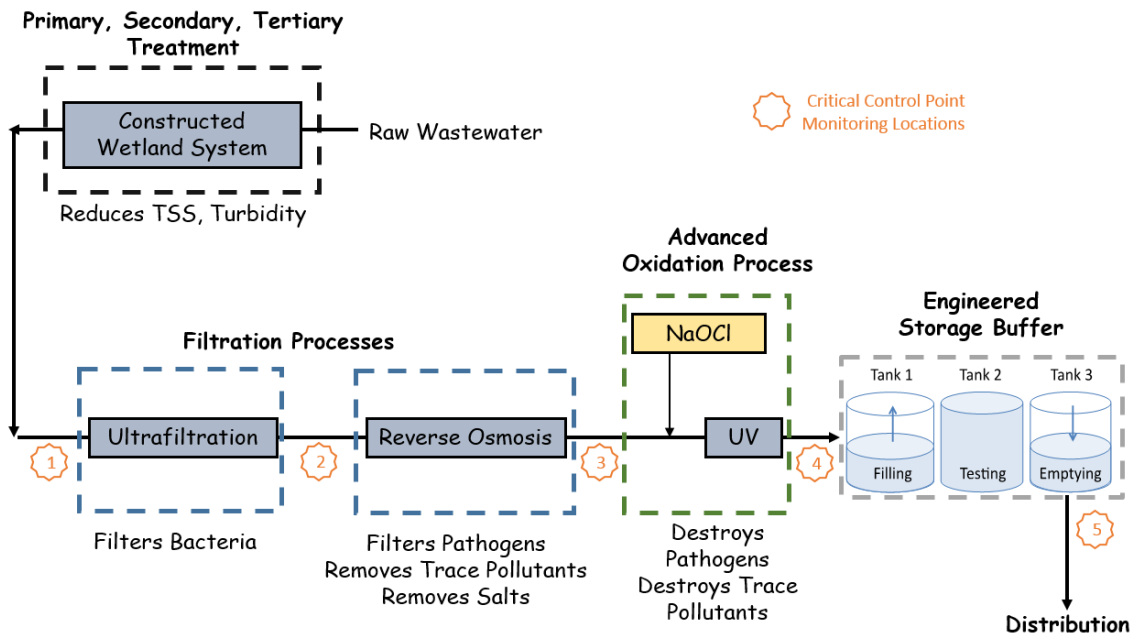 Primary, Secondary, Tertiary
Treatment
Constructed
Wetland System
Raw Wastewater
Reduces TSS, Turbidity
Critical Control Point
Monitoring Locations
Filtration Processes
Ultrafiltration
Filters Bacteria
Reverse Osmosis
Filters Pathogens
Removes Trace Pollutants
Removes Salts
Advanced
Oxidation Process
NaOCl
UV
Destroys
Pathogens
Destroys Trace
Pollutants
Engineered
Storage Buffer
Tank 1
Tank 2
Tank 3
Filling
Testing
Emptying
1
2
3
4
5
Distribution